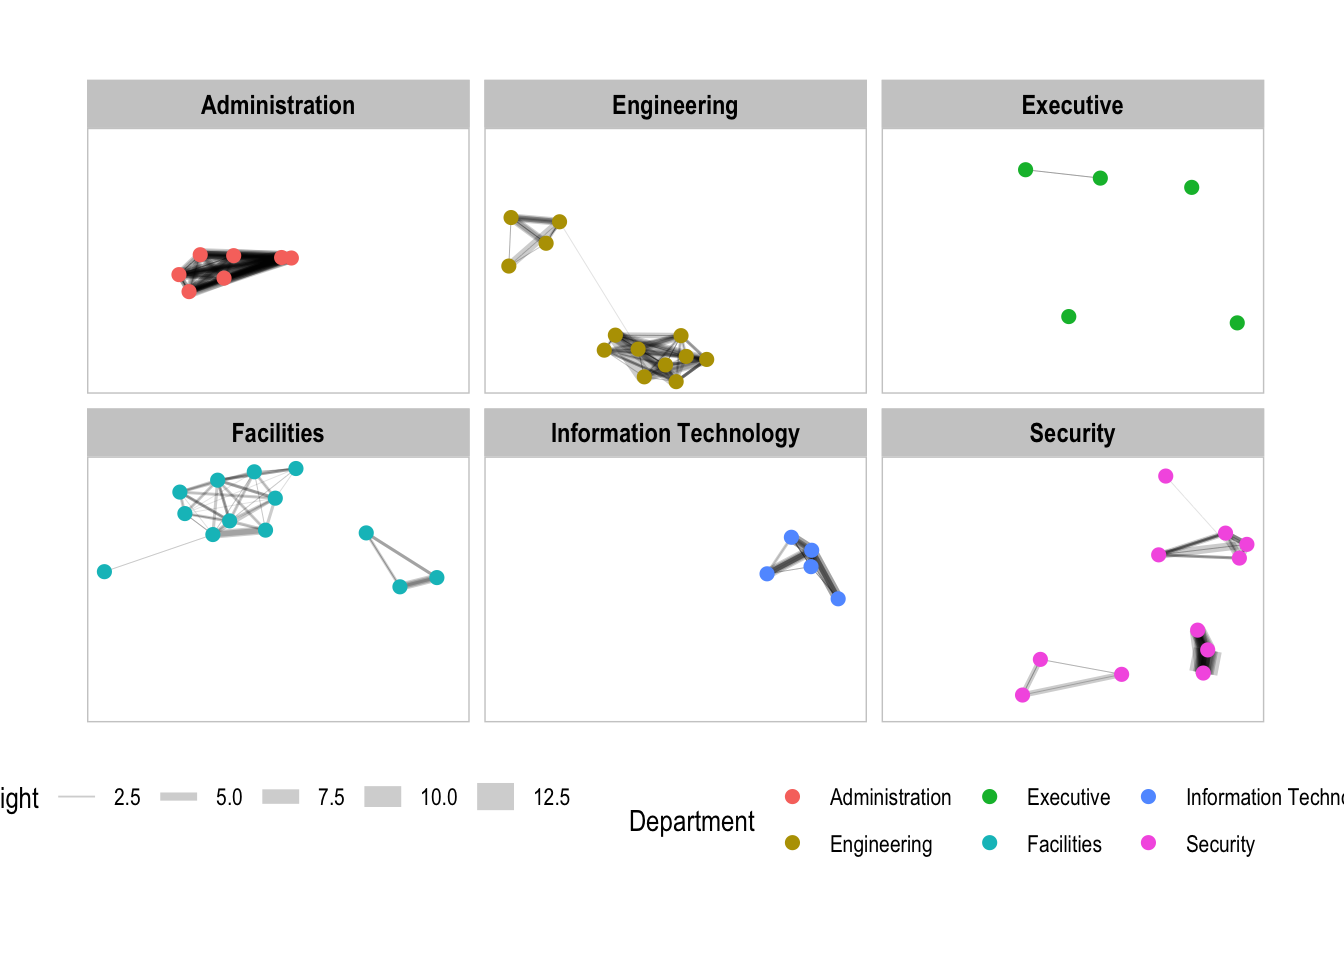 Administration
Engineering
Executive
Facilities
Information Technology
Security
2.5 5.0 7.5 10.0 12.5
Department
Administration Executive Information
Engineering Facilities Security